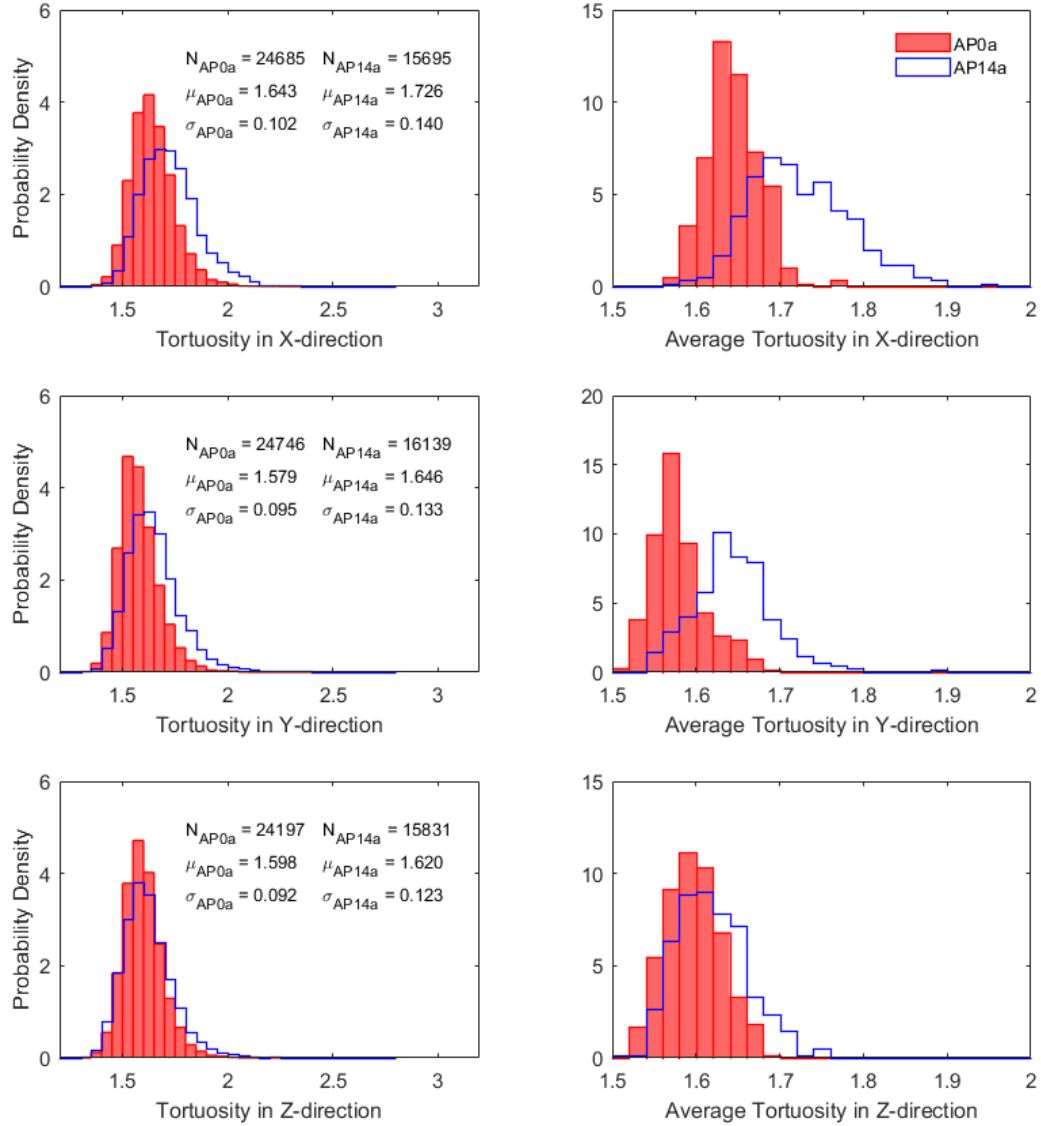 Probability Density
6
4
2
0
N_AP0a = 24685 N_AP14a = 15695
μ_AP0a = 1.643 μ_AP14a = 1.726
σ_AP0a = 0.102 σ_AP14a = 0.140
1.5 2 2.5 3
Tortuosity in X-direction
15
10
5
0
AP0a
AP14a
1.5 1.6 1.7 1.8 1.9 2
Average Tortuosity in X-direction
Probability Density
6
4
2
0
N_AP0a = 24746 N_AP14a = 16139
μ_AP0a = 1.579 μ_AP14a = 1.646
σ_AP0a = 0.095 σ_AP14a = 0.133
1.5 2 2.5 3
Tortuosity in Y-direction
20
15
10
5
0
1.5 1.6 1.7 1.8 1.9 2
Average Tortuosity in Y-direction
Probability Density
6
4
2
0
N_AP0a = 24197 N_AP14a = 15831
μ_AP0a = 1.598 μ_AP14a = 1.620
σ_AP0a = 0.092 σ_AP14a = 0.123
1.5 2 2.5 3
Tortuosity in Z-direction
15
10
5
0
1.5 1.6 1.7 1.8 1.9 2
Average Tortuosity in Z-direction